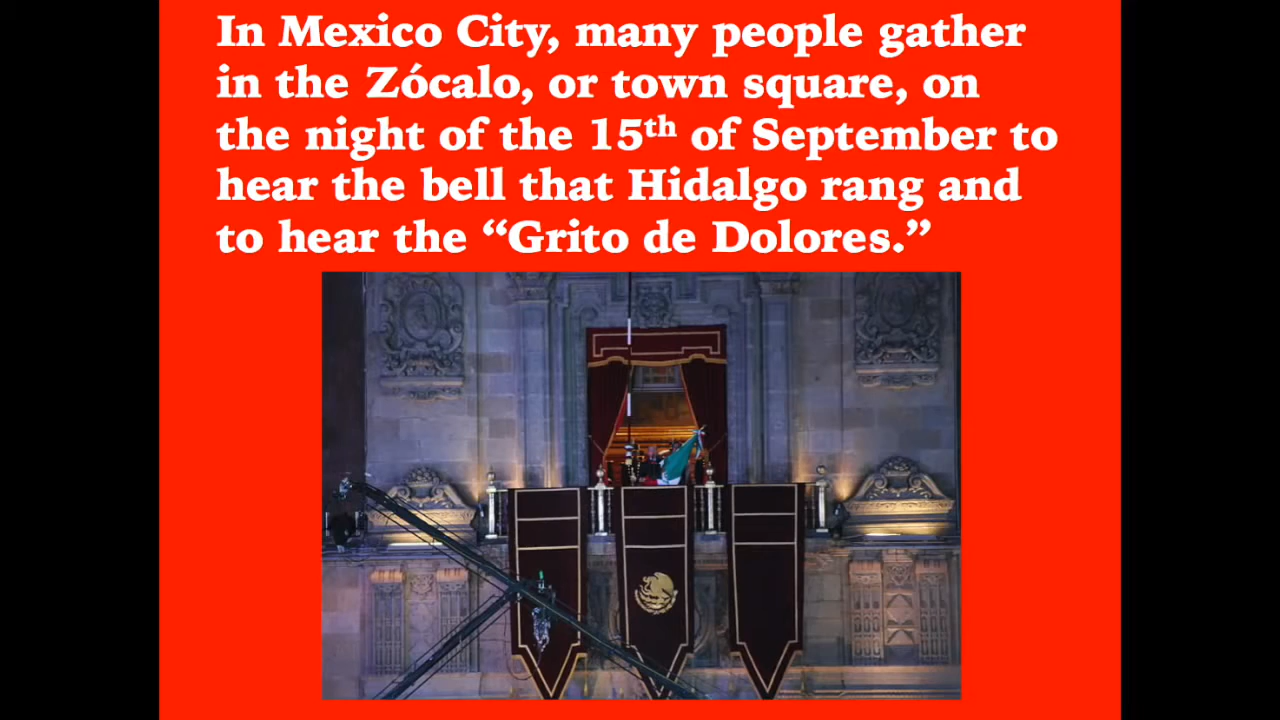 In Mexico City, many people gather
in the Zócalo, or town square, on
the night of the 15th of September to
hear the bell that Hidalgo rang and
to hear the “Grito de Dolores.”